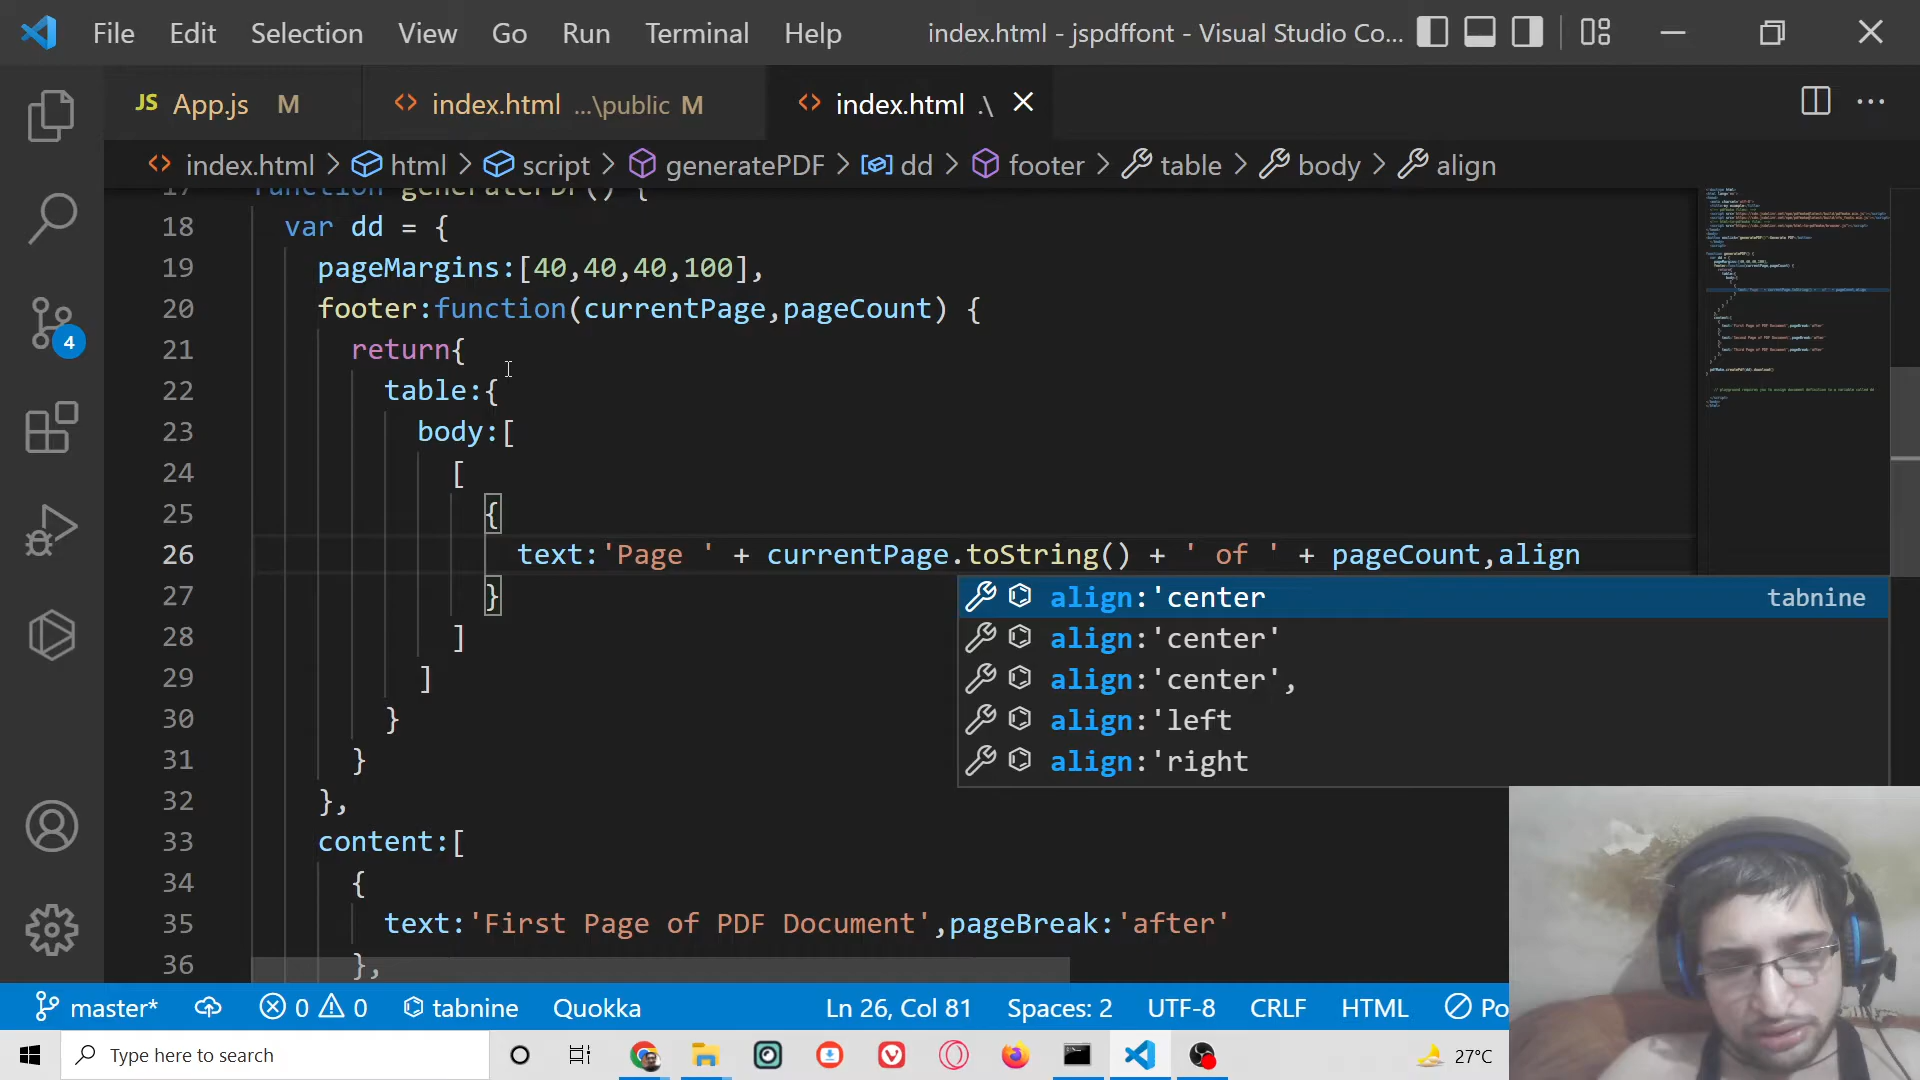 File Edit Selection View Go Run Terminal Help index.html - jspdffont - Visual Studio Co...
JS App.js M index.html ...\public M index.html .\
index.html > html > script > generatePDF > dd > footer > table > body > align
17 function generatePDF() {
18 var dd = {
19 pageMargins:[40,40,40,100],
20 footer:function(currentPage,pageCount) {
21 return{
22 table:{
23 body:[
24 [
25 {
26 text:'Page ' + currentPage.toString() + ' of ' + pageCount,align
27 }
align:'center tabnine
28 ]
align:'center'
29 ]
align:'center',
30 }
align:'left
31 }
align:'right
32 },
33 content:[
34 {
35 text:'First Page of PDF Document',pageBreak:'after'
36 },
4
master* 0 0 tabnine Quokka Ln 26, Col 81 Spaces: 2 UTF-8 CRLF HTML Po
Type here to search 27°C